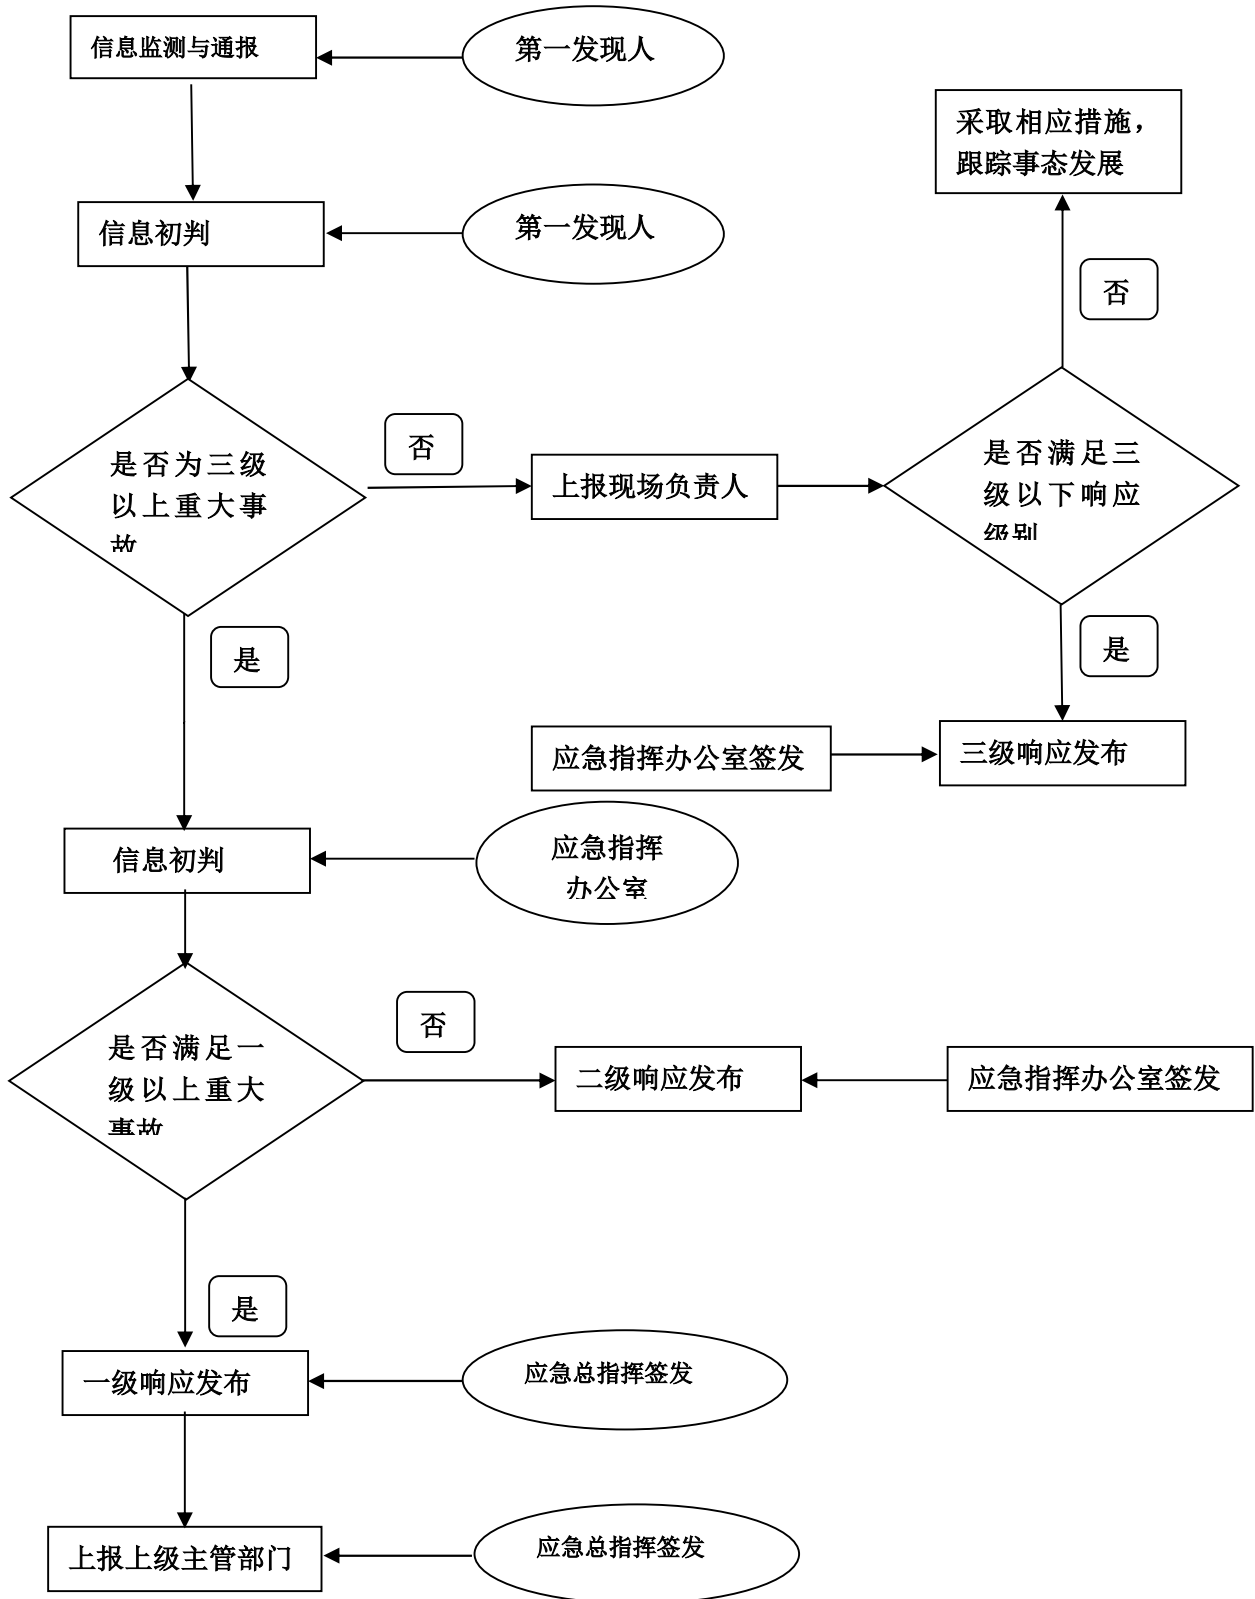 信息监测与通报
第一发现人
采取相应措施，
跟踪事态发展
信息初判
第一发现人
否
否
是否为三级
以上重大事
故
上报现场负责人
是否满足三
级以下响应
级别
是
是
应急指挥办公室签发
三级响应发布
信息初判
应急指挥
办公室
否
是否满足一
级以上重大
事故
二级响应发布
应急指挥办公室签发
是
一级响应发布
应急总指挥签发
上报上级主管部门
应急总指挥签发